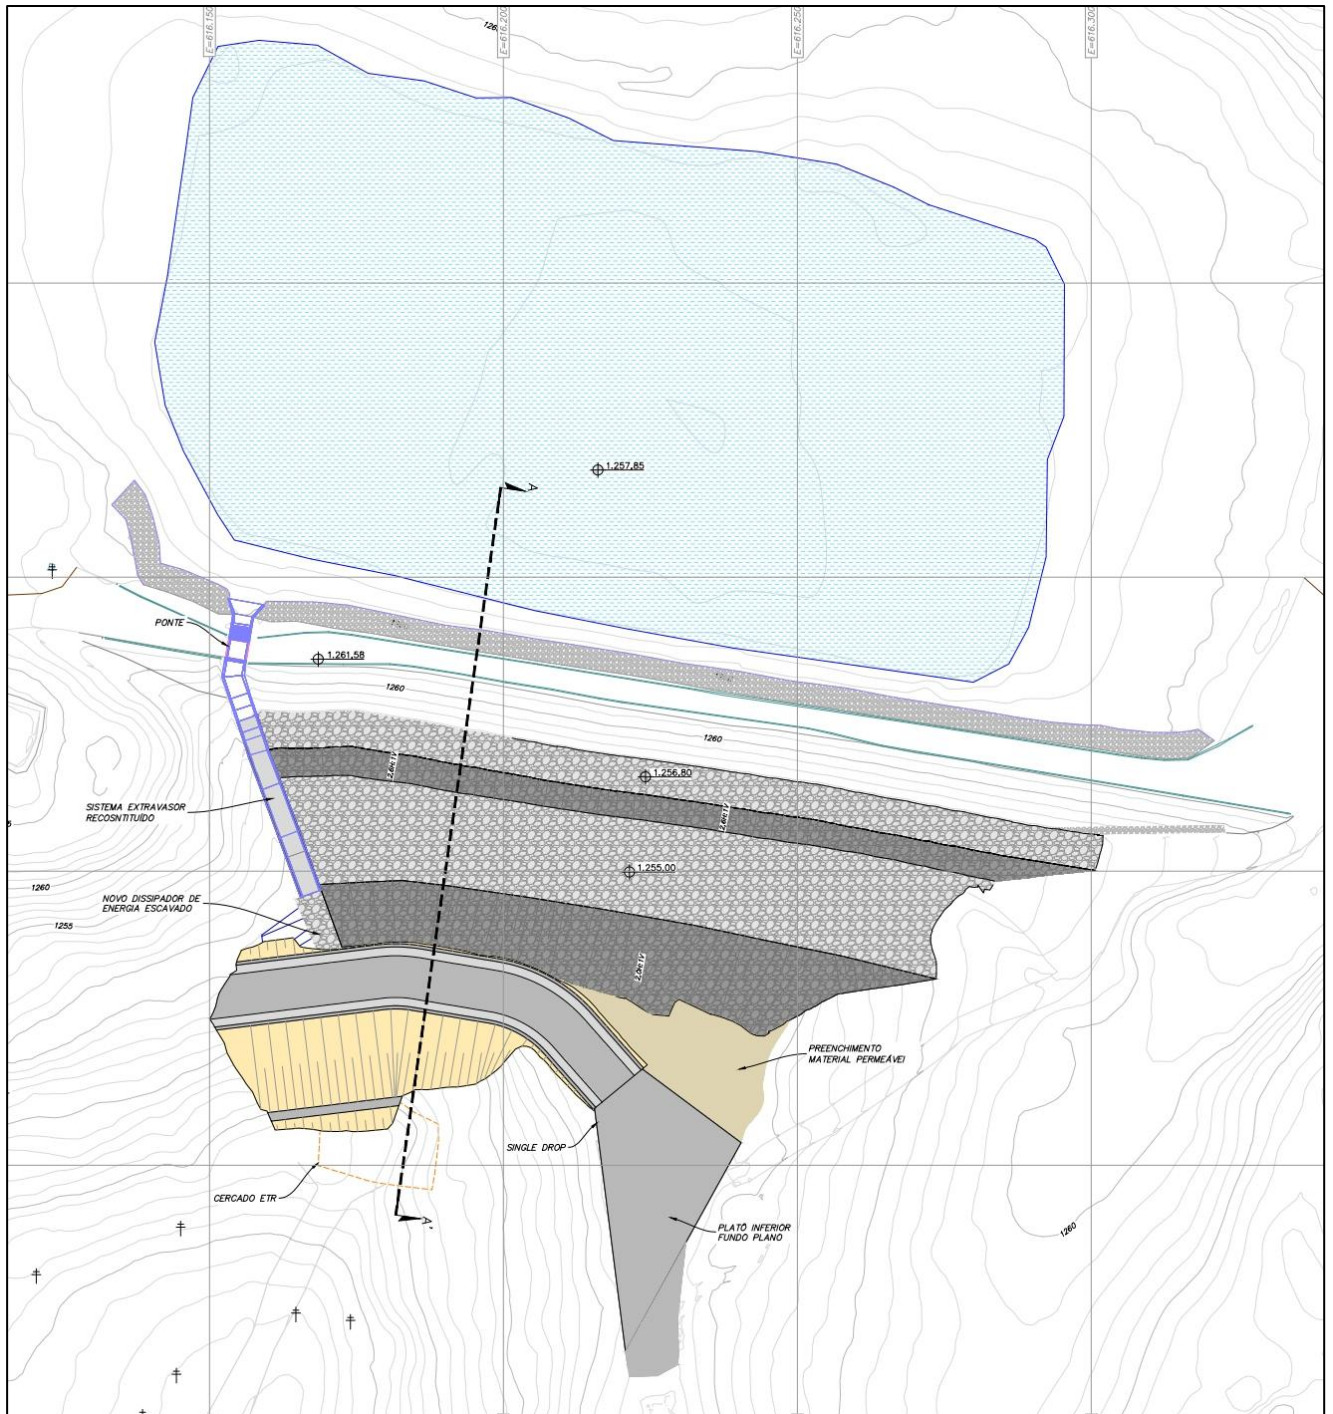 E=616.150
E=616.200
E=616.250
E=616.300
1.257,85
A
PONTE
1.261,58
1260
1260
1.256,80
SISTEMA EXTRAVASOR
RECOSNTITUÍDO
1.255,00
1260
NOVO DISSIPADOR DE
ENERGIA ESCAVADO
1255
PREENCHIMENTO
MATERIAL PERMEÁVEl
SINGLE DROP
CERCADO ETR
A'
PLATÔ INFERIOR
FUNDO PLANO
1260